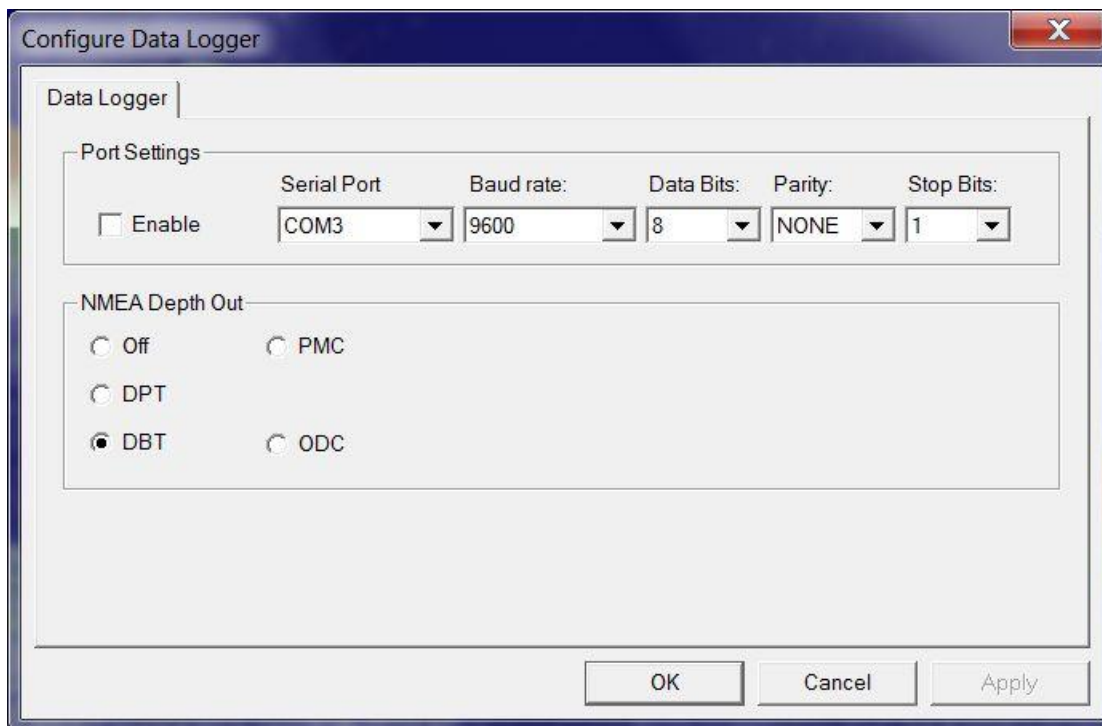 Configure Data Logger
Data Logger
Port Settings
Serial Port Baud rate: Data Bits: Parity: Stop Bits:
Enable COM3 9600 8 NONE 1
NMEA Depth Out
Off PMC
DPT
DBT ODC
OK Cancel Apply